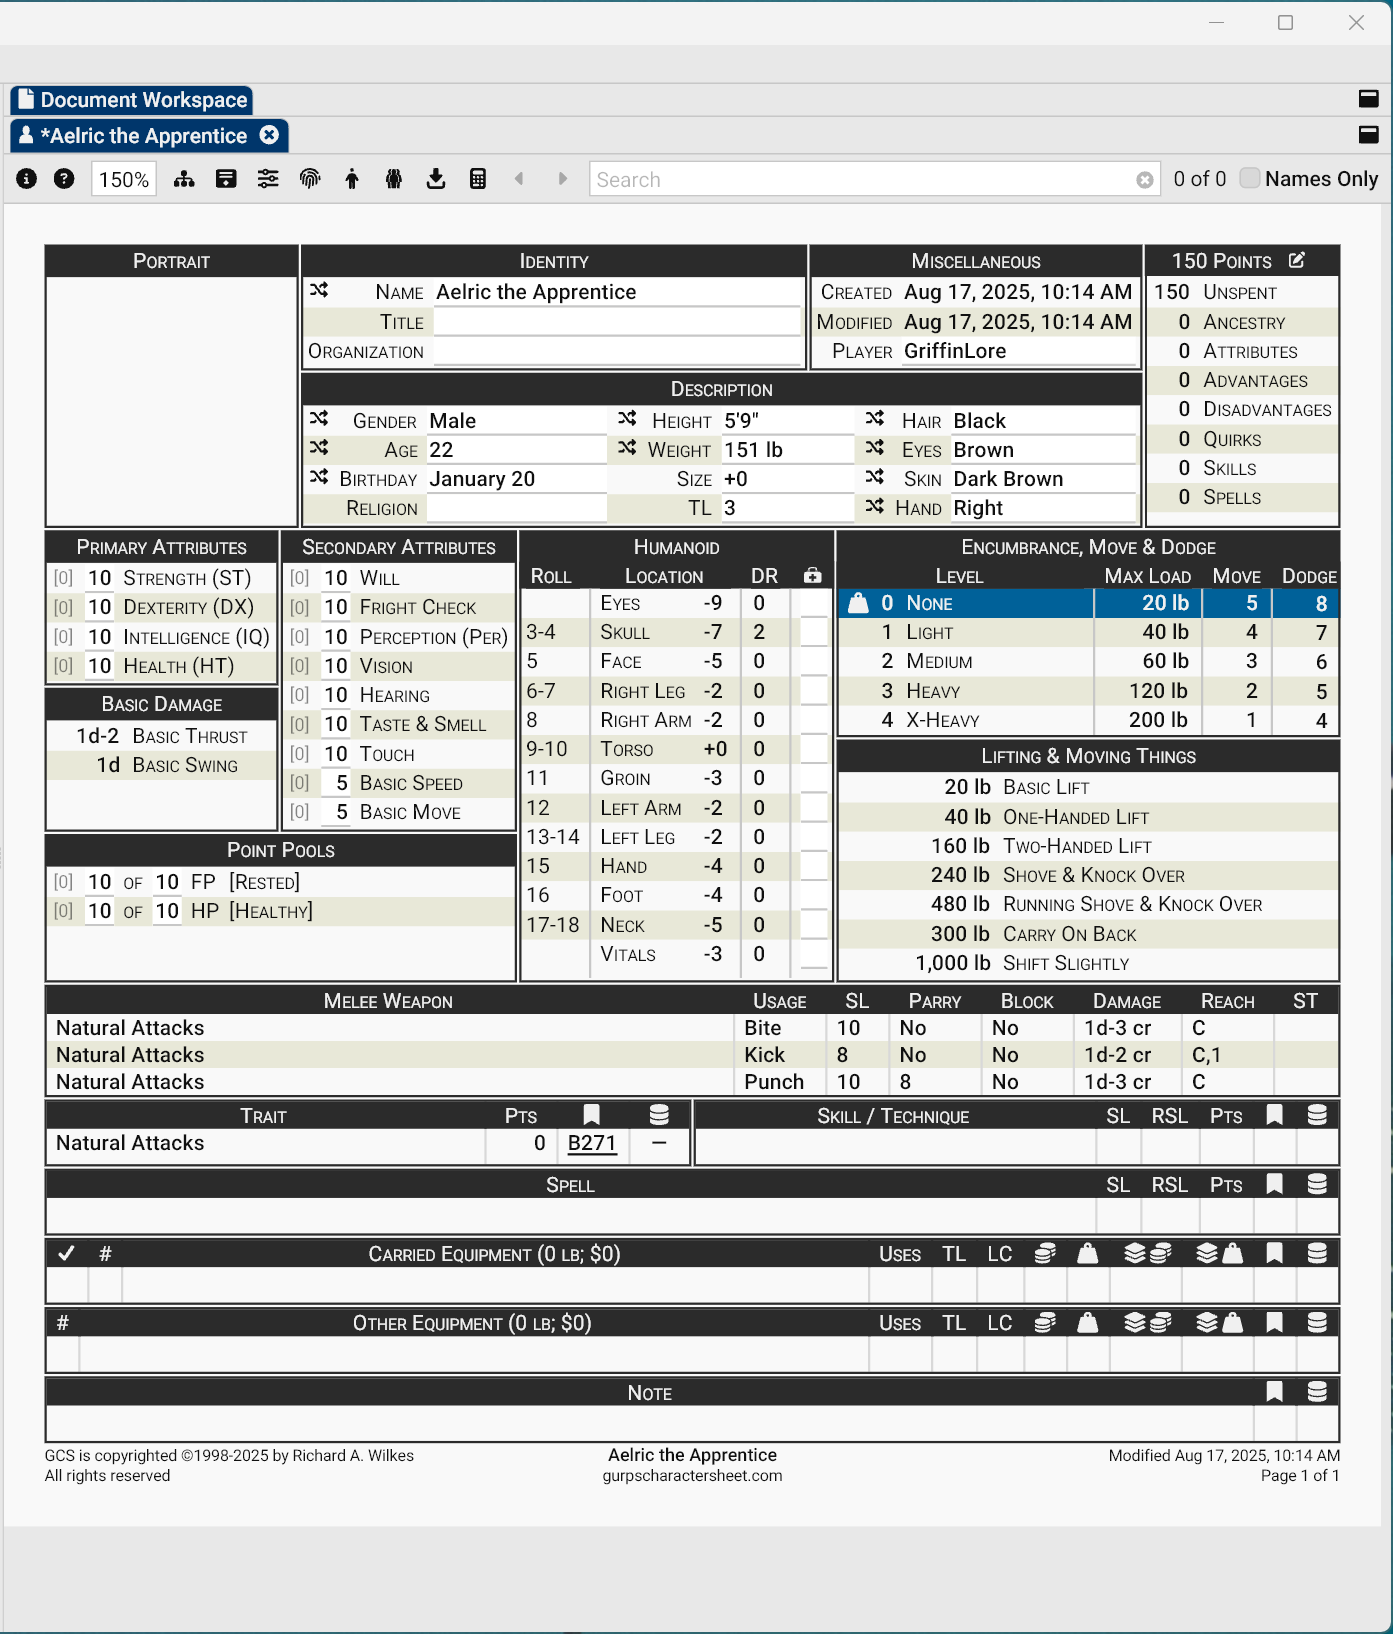 Document Workspace
*Aelric the Apprentice
150%
Search
0 of 0 Names Only
Portrait
Identity
Name Aelric the Apprentice
Title
Organization
Miscellaneous
Created Aug 17, 2025, 10:14 AM
Modified Aug 17, 2025, 10:14 AM
Player GriffinLore
150 Points
150 Unspent
0 Ancestry
0 Attributes
0 Advantages
0 Disadvantages
0 Quirks
0 Skills
0 Spells
Description
Gender Male Height 5'9" Hair Black
Age 22 Weight 151 lb Eyes Brown
Birthday January 20 Size +0 Skin Dark Brown
Religion TL 3 Hand Right
Primary Attributes
[0] 10 Strength (ST)
[0] 10 Dexterity (DX)
[0] 10 Intelligence (IQ)
[0] 10 Health (HT)
Basic Damage
1d-2 Basic Thrust
1d Basic Swing
Secondary Attributes
[0] 10 Will
[0] 10 Fright Check
[0] 10 Perception (Per)
[0] 10 Vision
[0] 10 Hearing
[0] 10 Taste & Smell
[0] 10 Touch
[0] 5 Basic Speed
[0] 5 Basic Move
Point Pools
[0] 10 of 10 FP [Rested]
[0] 10 of 10 HP [Healthy]
Humanoid
Roll Location DR
Eyes -9 0
3-4 Skull -7 2
5 Face -5 0
6-7 Right Leg -2 0
8 Right Arm -2 0
9-10 Torso +0 0
11 Groin -3 0
12 Left Arm -2 0
13-14 Left Leg -2 0
15 Hand -4 0
16 Foot -4 0
17-18 Neck -5 0
Vitals -3 0
Encumbrance, Move & Dodge
Level Max Load Move Dodge
0 None 20 lb 5 8
1 Light 40 lb 4 7
2 Medium 60 lb 3 6
3 Heavy 120 lb 2 5
4 X-Heavy 200 lb 1 4
Lifting & Moving Things
20 lb Basic Lift
40 lb One-Handed Lift
160 lb Two-Handed Lift
240 lb Shove & Knock Over
480 lb Running Shove & Knock Over
300 lb Carry On Back
1,000 lb Shift Slightly
Melee Weapon Usage SL Parry Block Damage Reach ST
Natural Attacks Bite 10 No No 1d-3 cr C
Natural Attacks Kick 8 No No 1d-2 cr C,1
Natural Attacks Punch 10 8 No 1d-3 cr C
Trait Pts
Natural Attacks 0 B271 –
Skill / Technique SL RSL Pts
Spell SL RSL Pts
# Carried Equipment (0 lb; $0) Uses TL LC
# Other Equipment (0 lb; $0) Uses TL LC
Note
GCS is copyrighted ©1998-2025 by Richard A. Wilkes
All rights reserved
Aelric the Apprentice
gurpscharactersheet.com
Modified Aug 17, 2025, 10:14 AM
Page 1 of 1